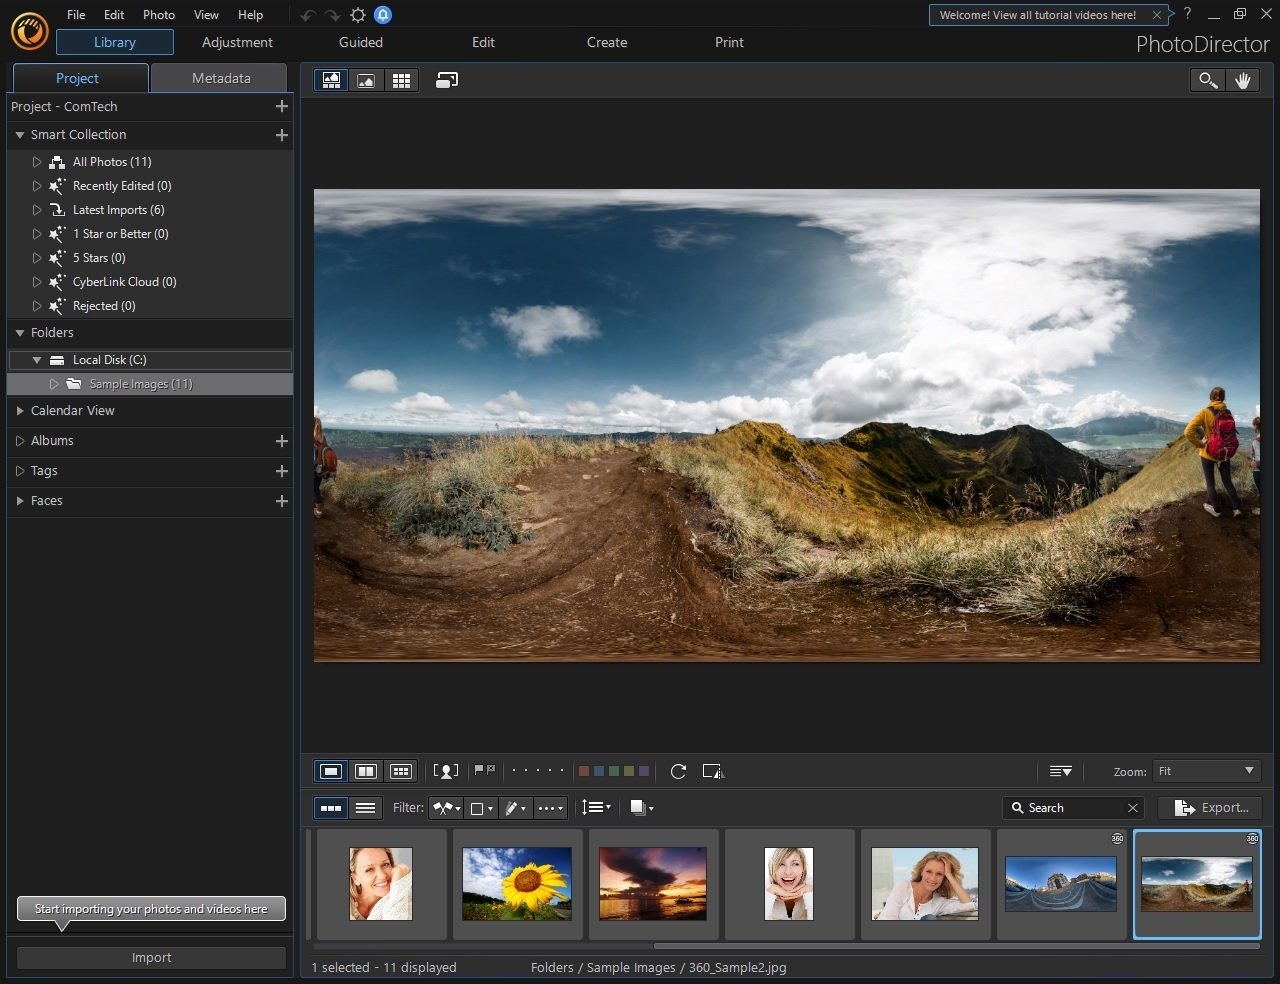 File Edit Photo View Help
Welcome! View all tutorial videos here!
?
Library Adjustment Guided Edit Create Print
PhotoDirector
Project Metadata
Project - ComTech
Smart Collection
All Photos (11)
Recently Edited (0)
Latest Imports (6)
1 Star or Better (0)
5 Stars (0)
CyberLink Cloud (0)
Rejected (0)
Folders
Local Disk (C:)
Sample Images (11)
Calendar View
Albums
Tags
Faces
Zoom: Fit
Filter:
Search
Export...
360 360
Start importing your photos and videos here
Import
1 selected - 11 displayed
Folders / Sample Images / 360_Sample2.jpg